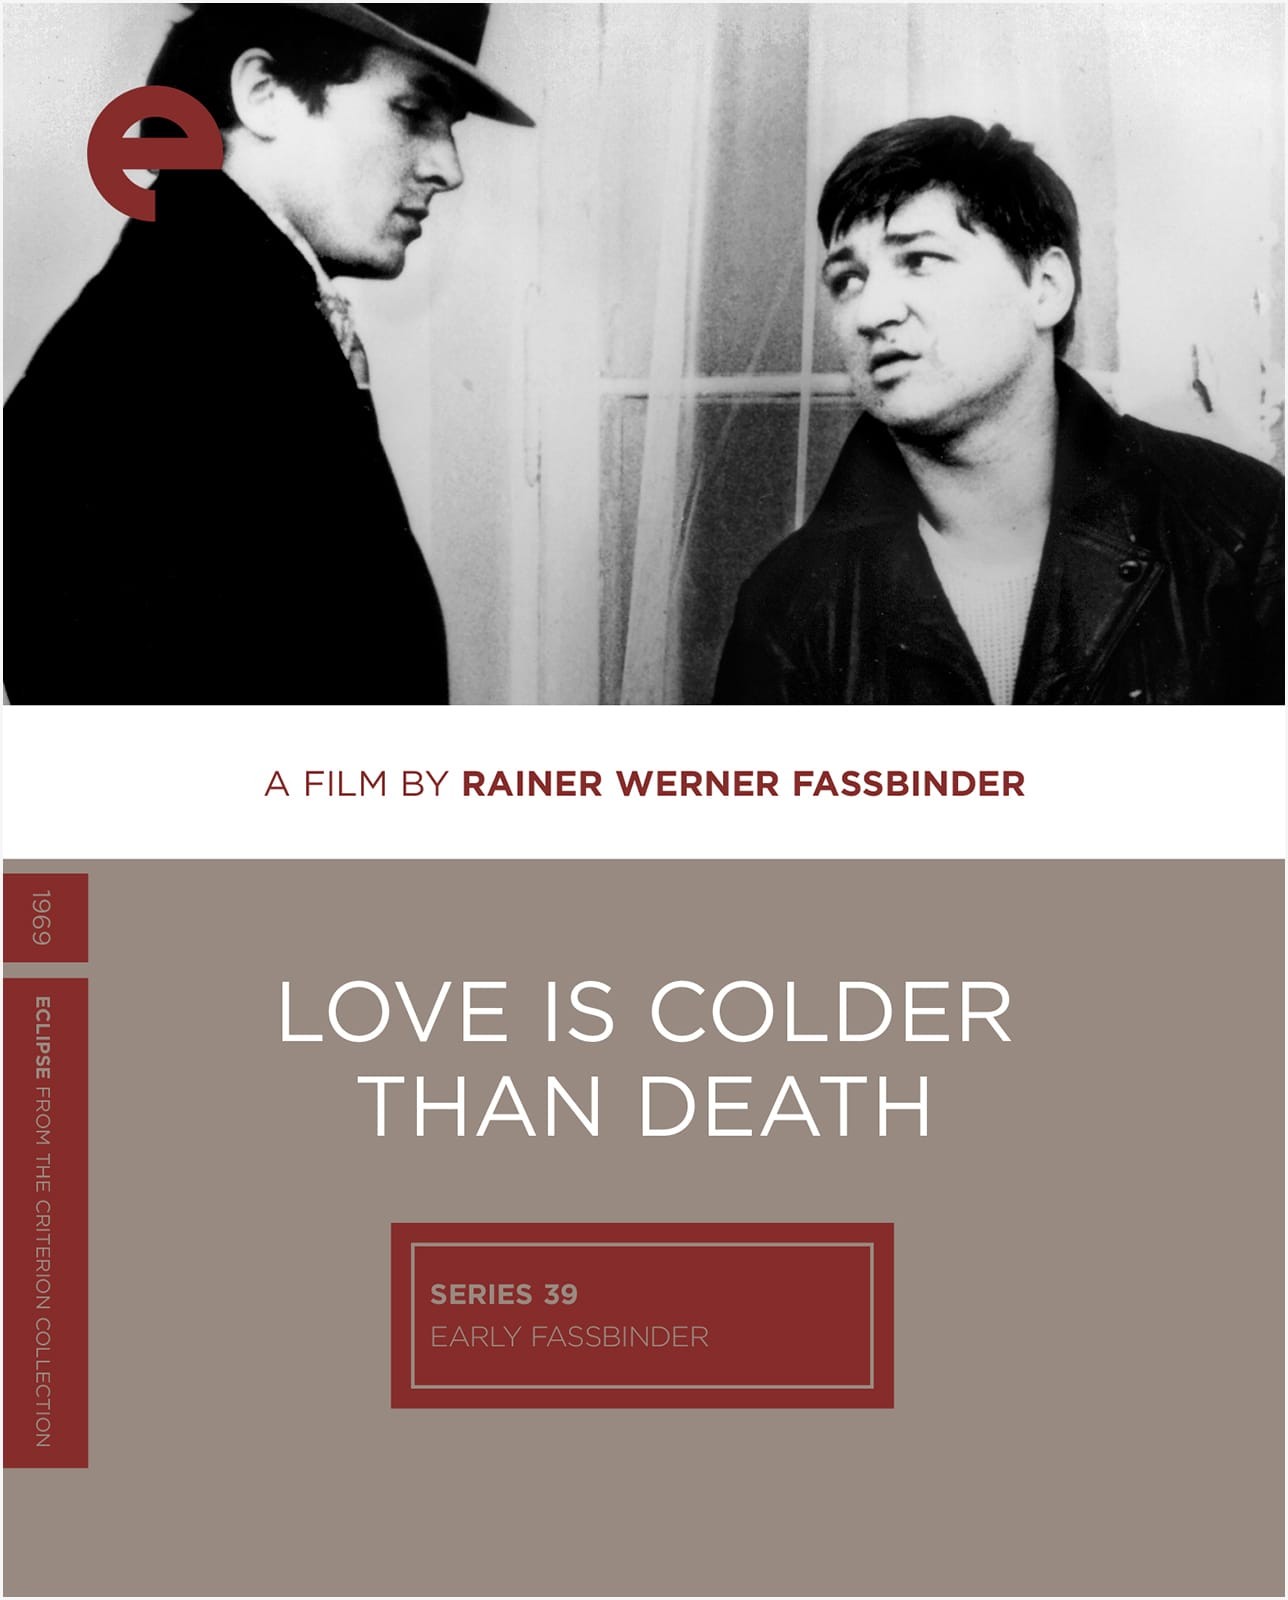 e
A FILM BY RAINER WERNER FASSBINDER
1969
ECLIPSE FROM THE CRITERION COLLECTION
LOVE IS COLDER
THAN DEATH
SERIES 39
EARLY FASSBINDER